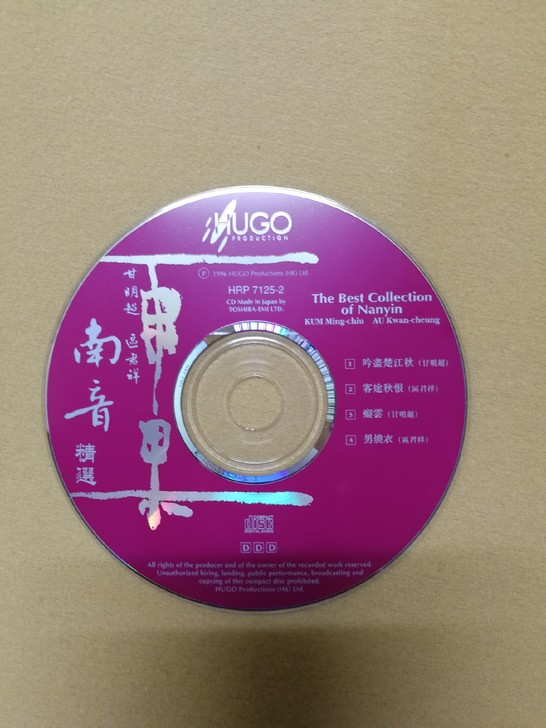 HUGO
PRODUCTION
Ⓟ 1996 HUGO Productions (HK) Ltd.
HRP 7125-2
CD Made in Japan by
TOSHIBA-EMI LTD.
The Best Collection
of Nanyin
KUM Ming-chiu AU Kwan-cheung
甘明超 區君祥
南音
精選
1 吟盡楚江秋（甘明超）
2 客途秋恨（區君祥）
3 癡雲（甘明超）
4 男燒衣（區君祥）
COMPACT
disc
DIGITAL AUDIO
D D D
All rights of the producer and of the owner of the recorded work reserved.
Unauthorized hiring, lending, public performance, broadcasting and
copying of this compact disc prohibited.
HUGO Productions (HK) Ltd.